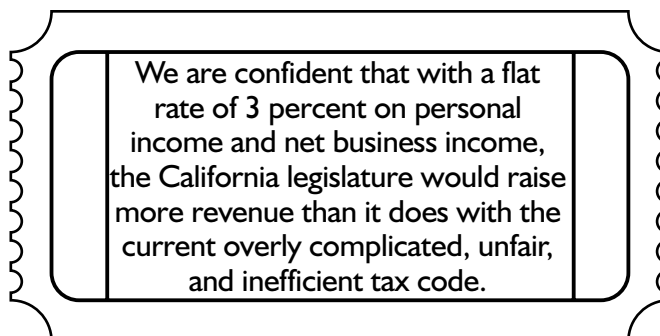 We are confident that with a flat
rate of 3 percent on personal
income and net business income,
the California legislature would raise
more revenue than it does with the
current overly complicated, unfair,
and inefficient tax code.